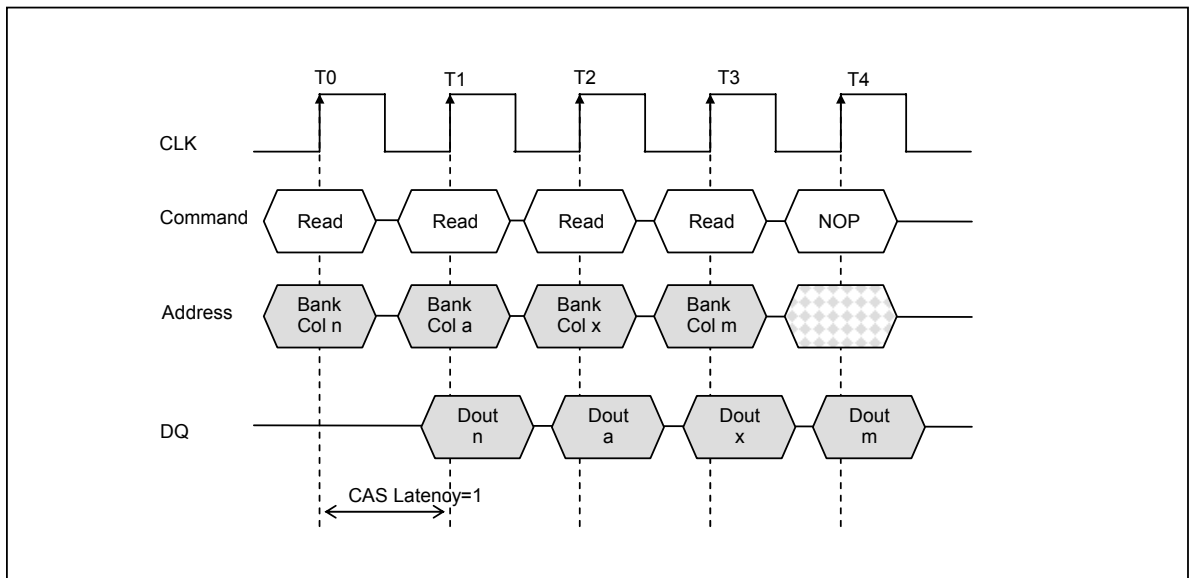 T0 T1 T2 T3 T4
CLK
Command Read Read Read Read NOP
Address
Bank Col n
Bank Col a
Bank Col x
Bank Col m
DQ
Dout n
Dout a
Dout x
Dout m
CAS Latenoy=1